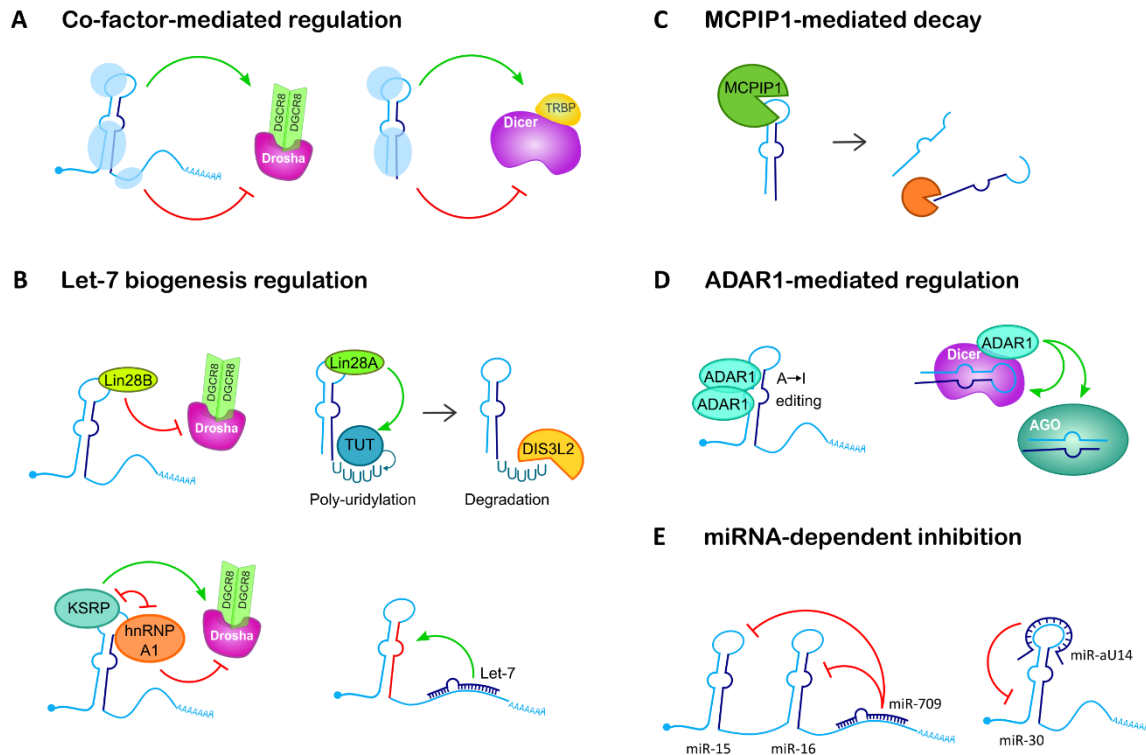 A Co-factor-mediated regulation
DGCR8
DGCR8
Drosha
AAAAAAA
TRBP
Dicer
B Let-7 biogenesis regulation
Lin28B
DGCR8
DGCR8
Drosha
AAAAAAA
Lin28A
TUT
UUUUU
Poly-uridylation
DIS3L2
UUUUU
Degradation
KSRP
hnRNP
A1
DGCR8
DGCR8
Drosha
AAAAAAA
Let-7
AAAAAAA
C MCPIP1-mediated decay
MCPIP1
D ADAR1-mediated regulation
ADAR1
ADAR1
A→I
editing
AAAAAAA
ADAR1
Dicer
AGO
E miRNA-dependent inhibition
miR-709
miR-15
miR-16
AAAAAAA
miR-aU14
miR-30
AAAAAAA